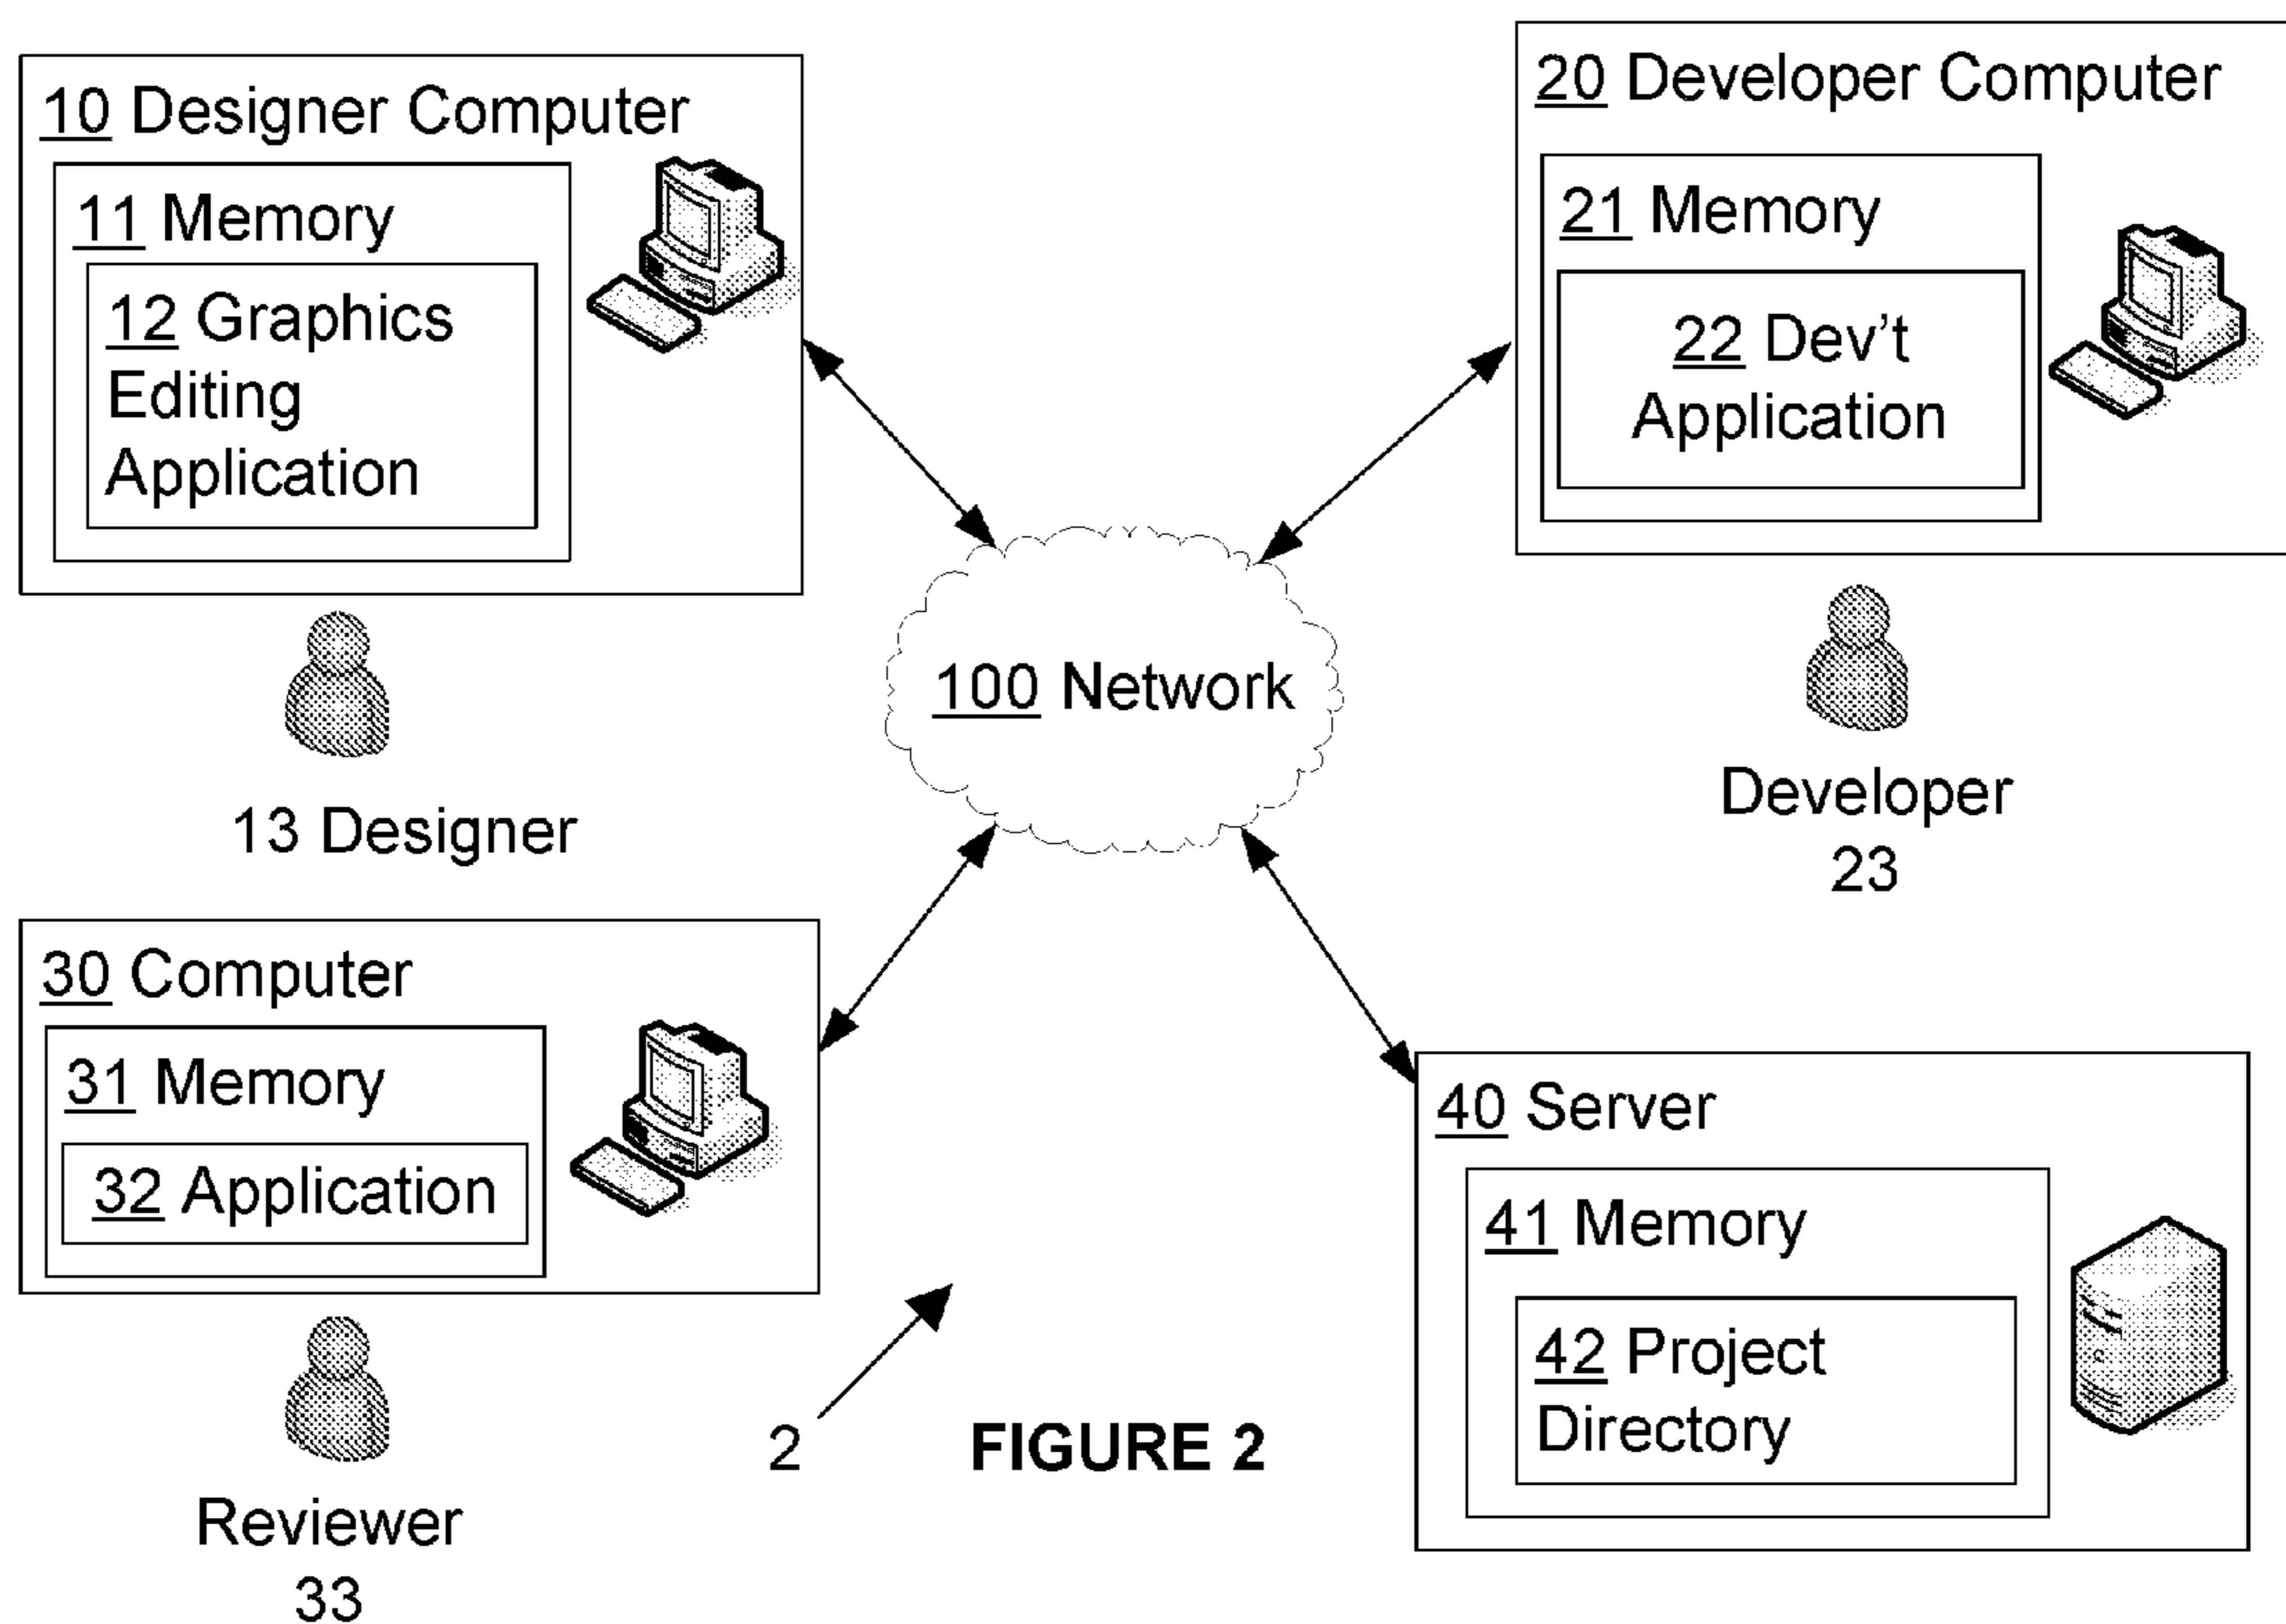 10 Designer Computer
11 Memory
12 Graphics
Editing
Application
13 Designer
20 Developer Computer
21 Memory
22 Dev’t
Application
Developer
23
100 Network
30 Computer
31 Memory
32 Application
Reviewer
33
40 Server
41 Memory
42 Project
Directory
2
FIGURE 2